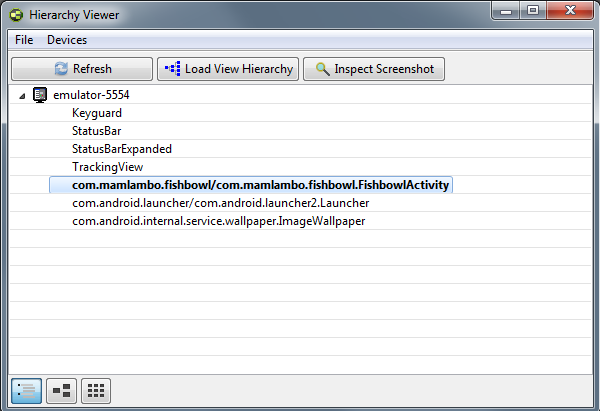 Hierarchy Viewer
File Devices
Refresh Load View Hierarchy Inspect Screenshot
emulator-5554
Keyguard
StatusBar
StatusBarExpanded
TrackingView
com.mamlambo.fishbowl/com.mamlambo.fishbowl.FishbowlActivity
com.android.launcher/com.android.launcher2.Launcher
com.android.internal.service.wallpaper.ImageWallpaper